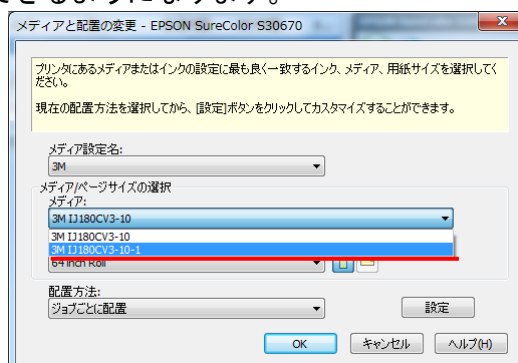 できるようになります。
メディアと配置の変更 - EPSON SureColor S30670
プリンタにあるメディアまたはインクの設定に最も良く一致するインク、メディア、用紙サイズを選択してく
ださい。
現在の配置方法を選択してから、[設定]ボタンをクリックしてカスタマイズすることができます。
メディア設定名:
3M
メディア/ページサイズの選択
メディア:
3M IJ180CV3-10
3M IJ180CV3-10
3M IJ180CV3-10-1
64 inch Roll
配置方法:
ジョブごとに配置
設定
OK
キャンセル
ヘルプ(H)